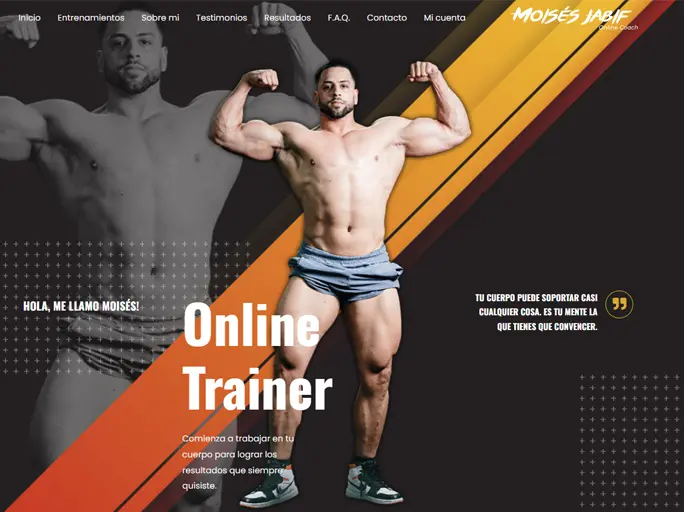 Inicio Entrenamientos Sobre mi Testimonios Resultados F.A.Q. Contacto Mi cuenta
MOISÉS JABIF
Online Coach
HOLA, ME LLAMO MOISÉS!
TU CUERPO PUEDE SOPORTAR CASI
CUALQUIER COSA. ES TU MENTE LA
QUE TIENES QUE CONVENCER.
Online
Trainer
Comienza a trabajar en tu
cuerpo para lograr los
resultados que siempre
quisiste.